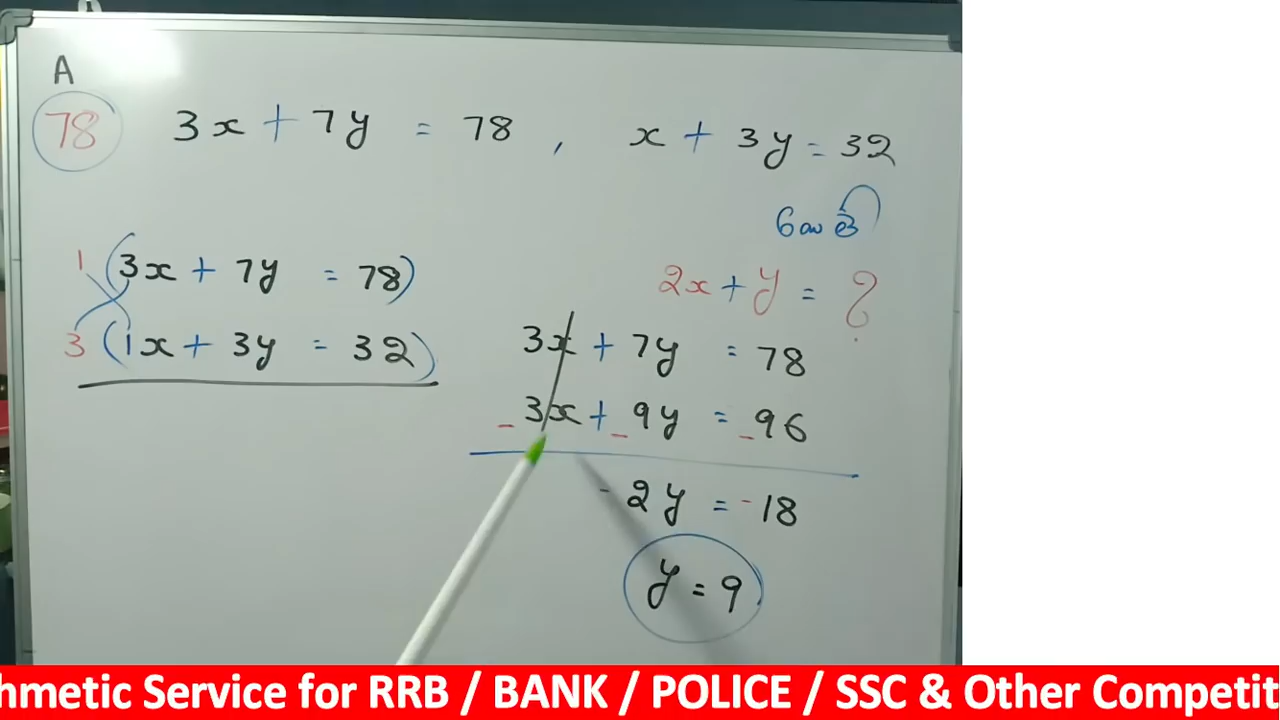 A
78 3x + 7y = 78 , x + 3y = 32
2x + y = ?
1 (3x + 7y = 78)
3 (1x + 3y = 32)
3x + 7y = 78
- 3x + - 9y = - 96
- 2y = - 18
y = 9
hmetic Service for RRB / BANK / POLICE / SSC & Other Competit